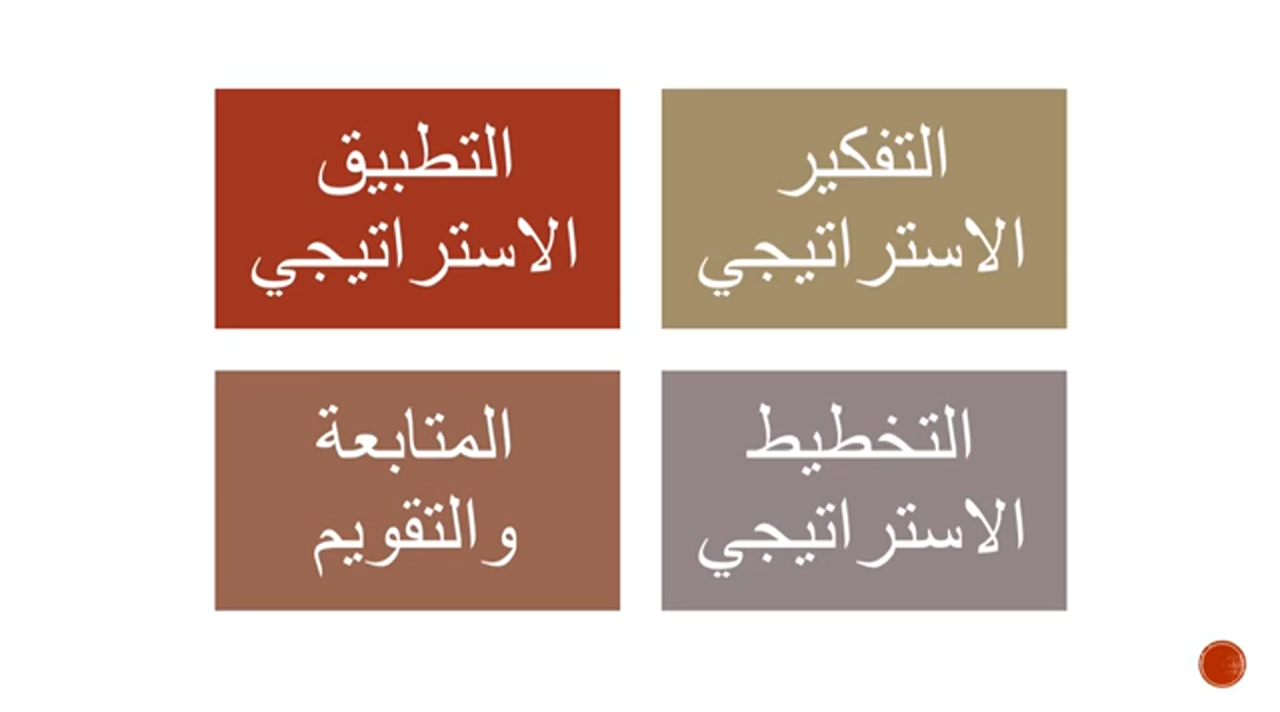 التفكير
الاستراتيجي
التطبيق
الاستراتيجي
التخطيط
الاستراتيجي
المتابعة
والتقويم